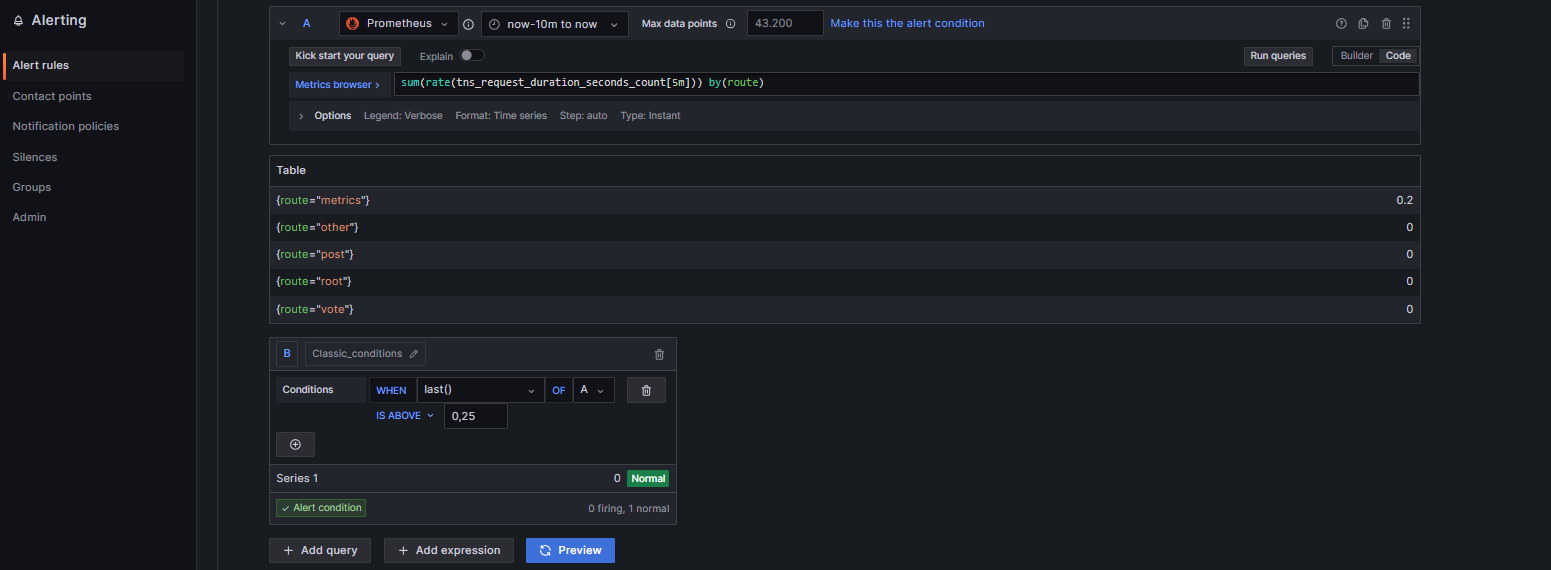 Alerting
Alert rules
Contact points
Notification policies
Silences
Groups
Admin
A Prometheus now-10m to now Max data points 43.200 Make this the alert condition
Kick start your query Explain Run queries Builder Code
Metrics browser > sum(rate(tns_request_duration_seconds_count[5m])) by(route)
> Options Legend: Verbose Format: Time series Step: auto Type: Instant
Table
{route="metrics"} 0.2
{route="other"} 0
{route="post"} 0
{route="root"} 0
{route="vote"} 0
B Classic_conditions
Conditions WHEN last() OF A
IS ABOVE 0,25
Series 1 0 Normal
Alert condition 0 firing, 1 normal
+ Add query + Add expression Preview